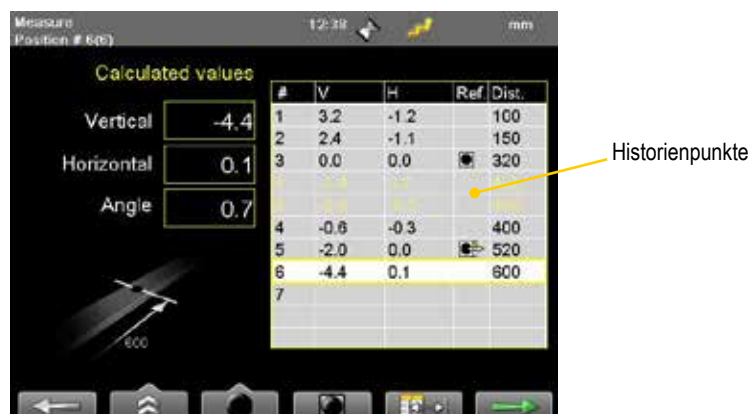 Measure 12:38 mm
Position # 6(6)
Calculated values
# V H Ref. Dist.
Vertical -4.4
Horizontal 0.1
Angle 0.7
1 3.2 -1.2 100
2 2.4 -1.1 150
3 0.0 0.0 320
4 -0.6 -0.3 400
5 -2.0 0.0 520
6 -4.4 0.1 600
7
600
Historienpunkte